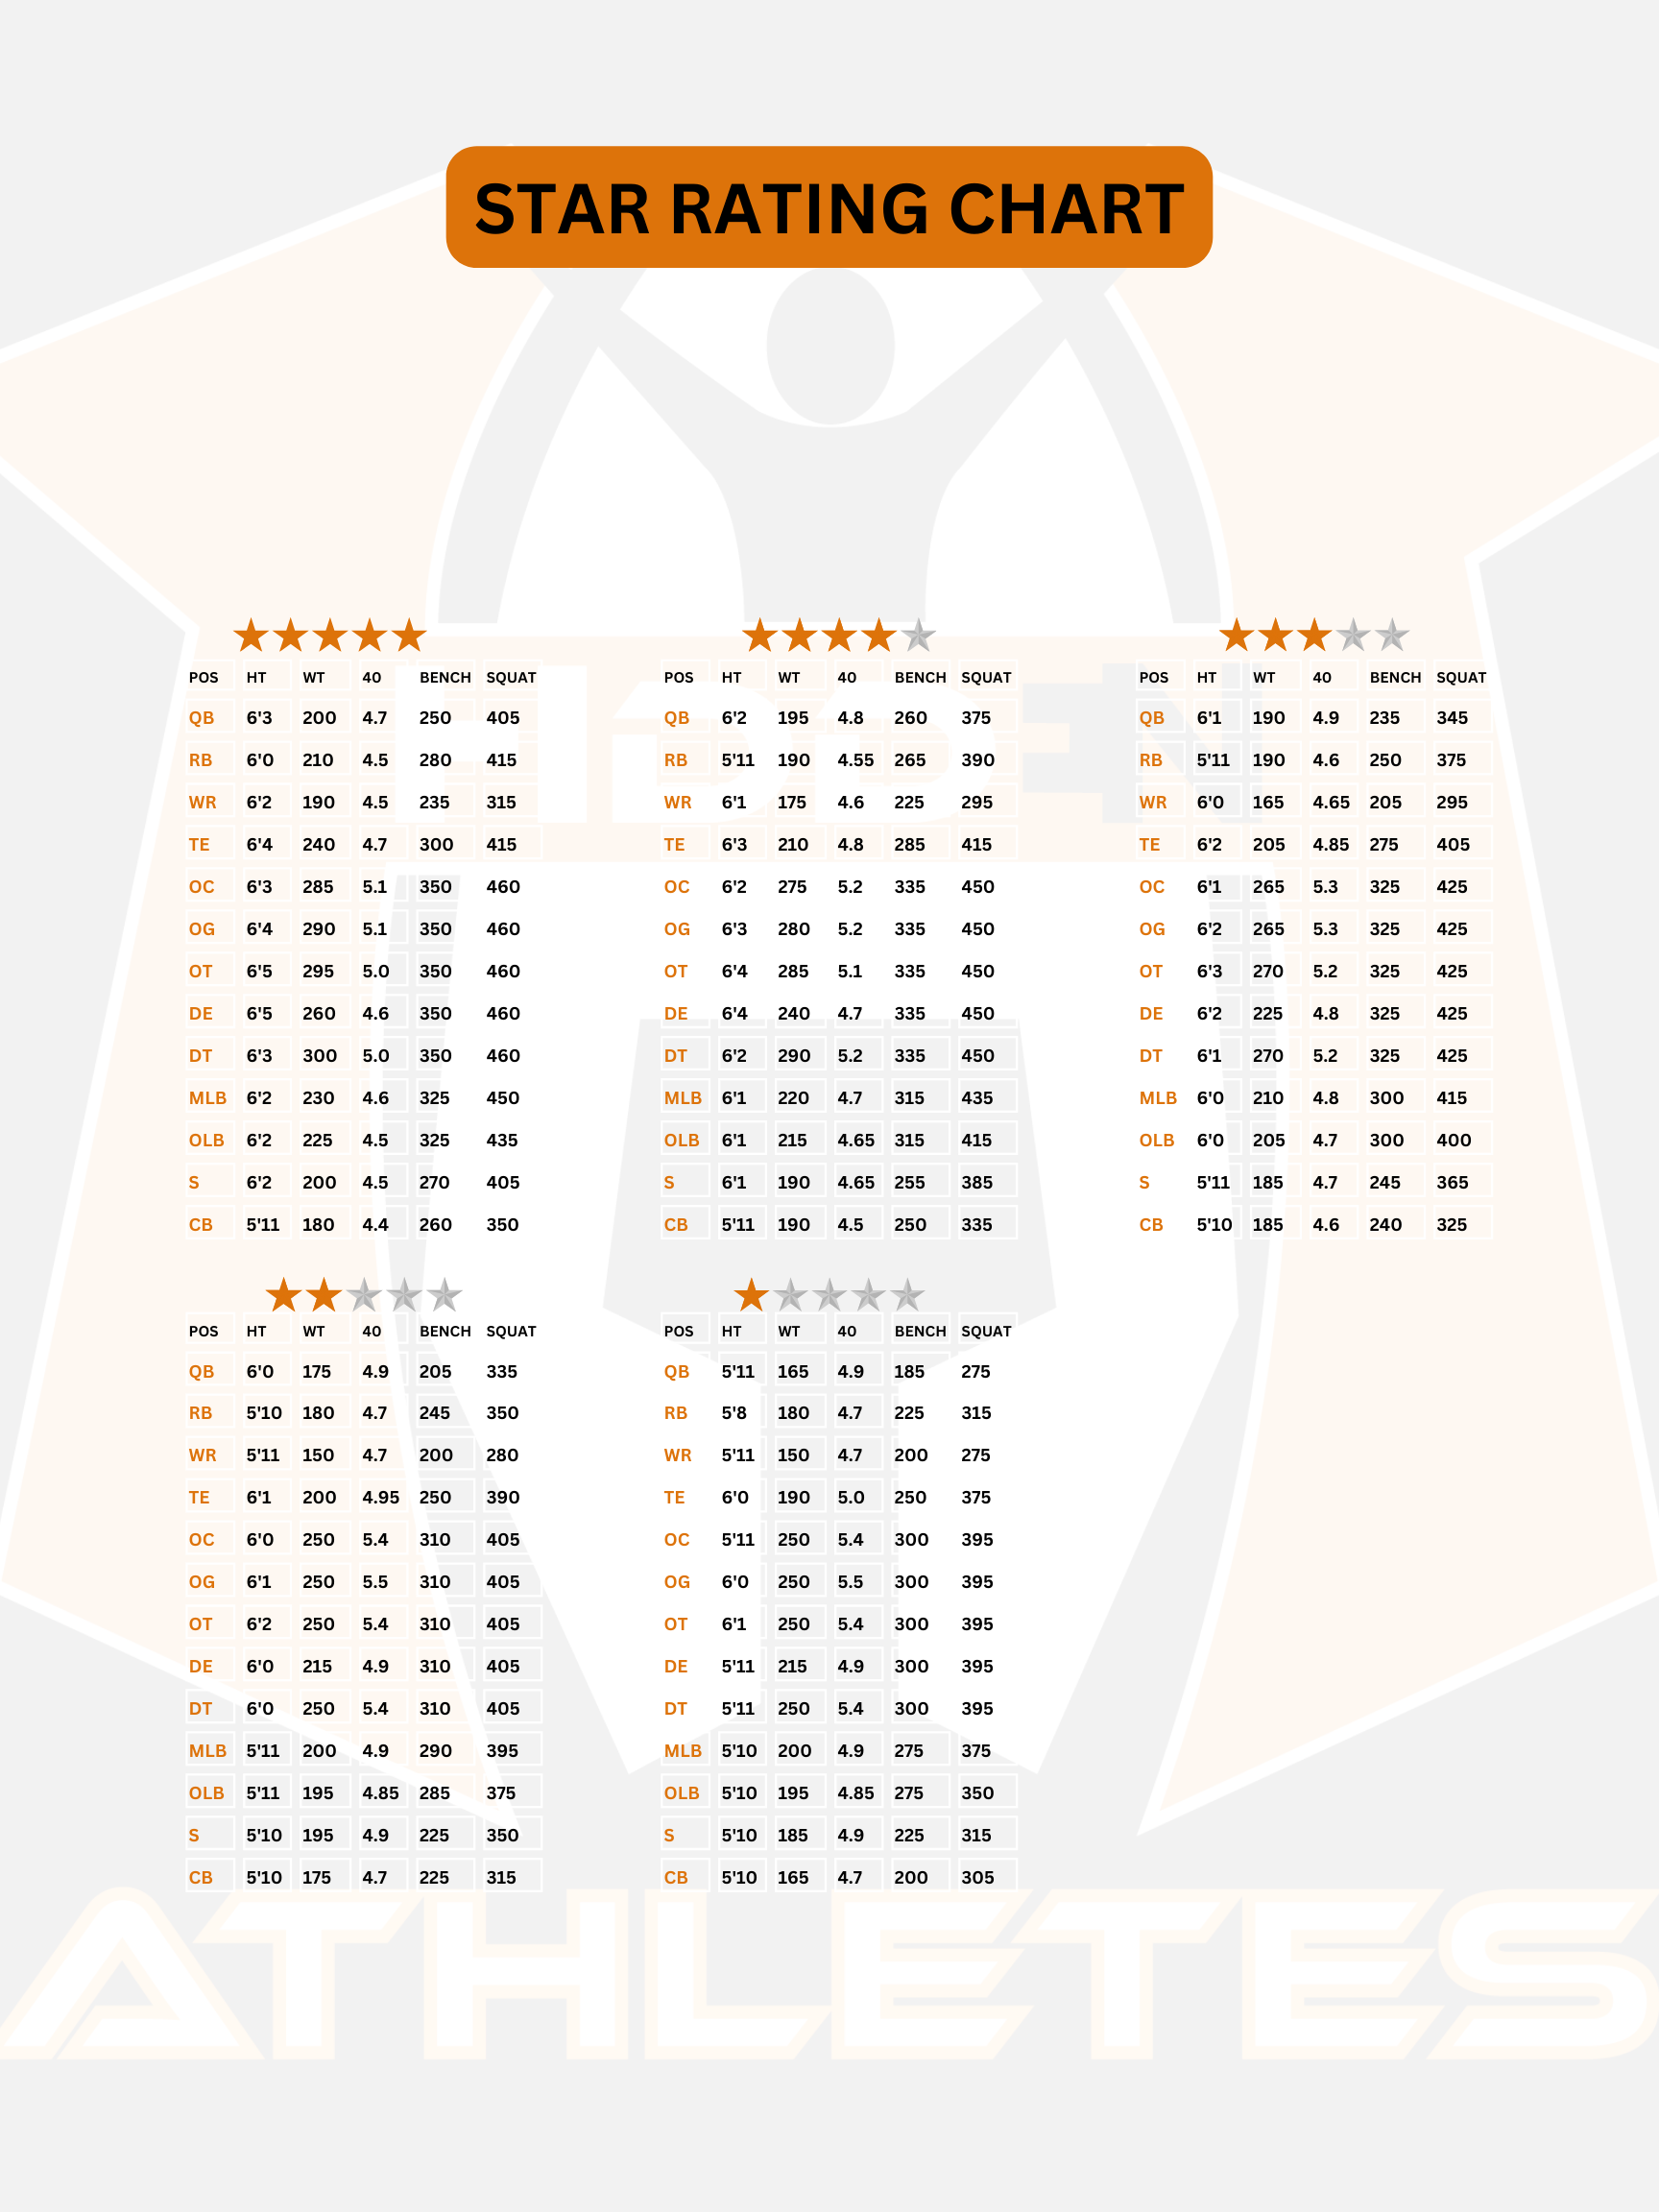 STAR RATING CHART
POS HT WT 40 BENCH SQUAT
QB 6'3 200 4.7 250 405
RB 6'0 210 4.5 280 415
WR 6'2 190 4.5 235 315
TE 6'4 240 4.7 300 415
OC 6'3 285 5.1 350 460
OG 6'4 290 5.1 350 460
OT 6'5 295 5.0 350 460
DE 6'5 260 4.6 350 460
DT 6'3 300 5.0 350 460
MLB 6'2 230 4.6 325 450
OLB 6'2 225 4.5 325 435
S 6'2 200 4.5 270 405
CB 5'11 180 4.4 260 350
POS HT WT 40 BENCH SQUAT
QB 6'2 195 4.8 260 375
RB 5'11 190 4.55 265 390
WR 6'1 175 4.6 225 295
TE 6'3 210 4.8 285 415
OC 6'2 275 5.2 335 450
OG 6'3 280 5.2 335 450
OT 6'4 285 5.1 335 450
DE 6'4 240 4.7 335 450
DT 6'2 290 5.2 335 450
MLB 6'1 220 4.7 315 435
OLB 6'1 215 4.65 315 415
S 6'1 190 4.65 255 385
CB 5'11 190 4.5 250 335
POS HT WT 40 BENCH SQUAT
QB 6'1 190 4.9 235 345
RB 5'11 190 4.6 250 375
WR 6'0 165 4.65 205 295
TE 6'2 205 4.85 275 405
OC 6'1 265 5.3 325 425
OG 6'2 265 5.3 325 425
OT 6'3 270 5.2 325 425
DE 6'2 225 4.8 325 425
DT 6'1 270 5.2 325 425
MLB 6'0 210 4.8 300 415
OLB 6'0 205 4.7 300 400
S 5'11 185 4.7 245 365
CB 5'10 185 4.6 240 325
POS HT WT 40 BENCH SQUAT
QB 6'0 175 4.9 205 335
RB 5'10 180 4.7 245 350
WR 5'11 150 4.7 200 280
TE 6'1 200 4.95 250 390
OC 6'0 250 5.4 310 405
OG 6'1 250 5.5 310 405
OT 6'2 250 5.4 310 405
DE 6'0 215 4.9 310 405
DT 6'0 250 5.4 310 405
MLB 5'11 200 4.9 290 395
OLB 5'11 195 4.85 285 375
S 5'10 195 4.9 225 350
CB 5'10 175 4.7 225 315
POS HT WT 40 BENCH SQUAT
QB 5'11 165 4.9 185 275
RB 5'8 180 4.7 225 315
WR 5'11 150 4.7 200 275
TE 6'0 190 5.0 250 375
OC 5'11 250 5.4 300 395
OG 6'0 250 5.5 300 395
OT 6'1 250 5.4 300 395
DE 5'11 215 4.9 300 395
DT 5'11 250 5.4 300 395
MLB 5'10 200 4.9 275 375
OLB 5'10 195 4.85 275 350
S 5'10 185 4.9 225 315
CB 5'10 165 4.7 200 305
HIDDEN
ATHLETES